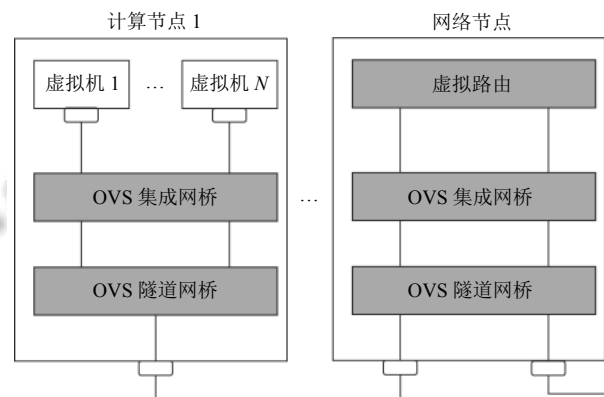 计算节点 1
网络节点
虚拟机 1 … 虚拟机 N
虚拟路由
OVS 集成网桥
…
OVS 集成网桥
OVS 隧道网桥
OVS 隧道网桥